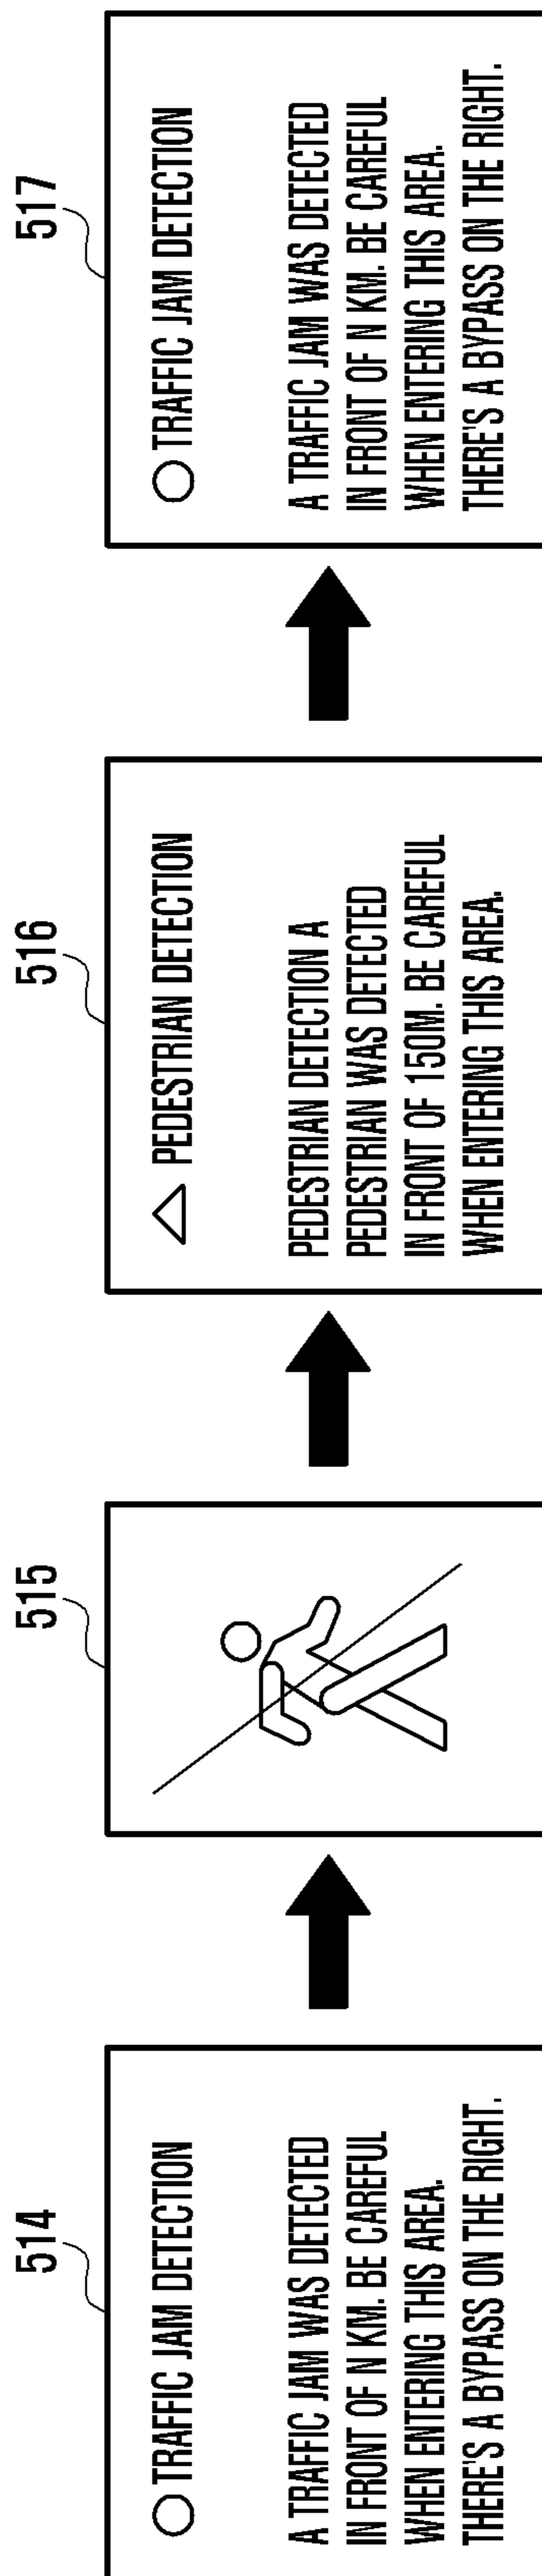 514
○ TRAFFIC JAM DETECTION
A TRAFFIC JAM WAS DETECTED
IN FRONT OF N KM. BE CAREFUL
WHEN ENTERING THIS AREA.
THERE'S A BYPASS ON THE RIGHT.
515
516
△ PEDESTRIAN DETECTION
PEDESTRIAN DETECTION A
PEDESTRIAN WAS DETECTED
IN FRONT OF 150M. BE CAREFUL
WHEN ENTERING THIS AREA.
517
○ TRAFFIC JAM DETECTION
A TRAFFIC JAM WAS DETECTED
IN FRONT OF N KM. BE CAREFUL
WHEN ENTERING THIS AREA.
THERE'S A BYPASS ON THE RIGHT.